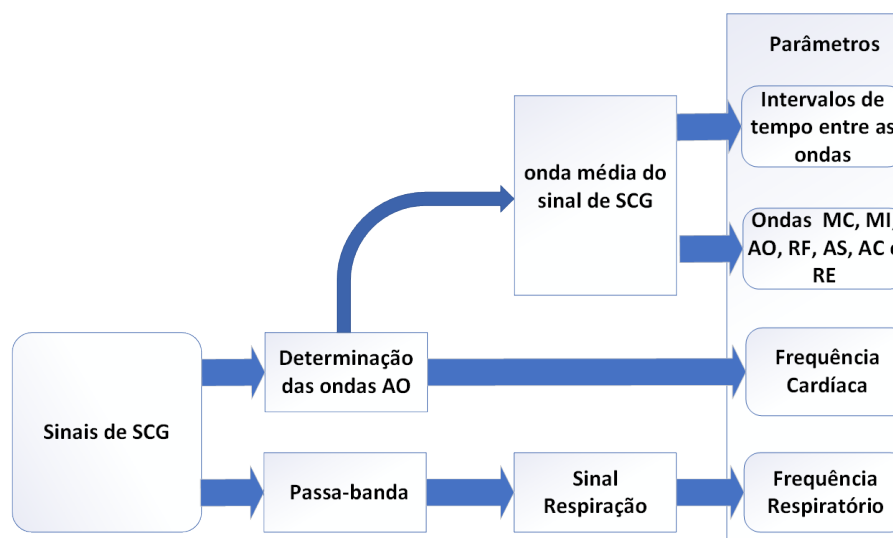 Parâmetros
Intervalos de
tempo entre as
ondas
onda média do
sinal de SCG
Ondas MC, MI,
AO, RF, AS, AC
RE
Determinação
das ondas AO
Frequência
Cardíaca
Sinais de SCG
Passa-banda
Sinal
Respiração
Frequência
Respiratório